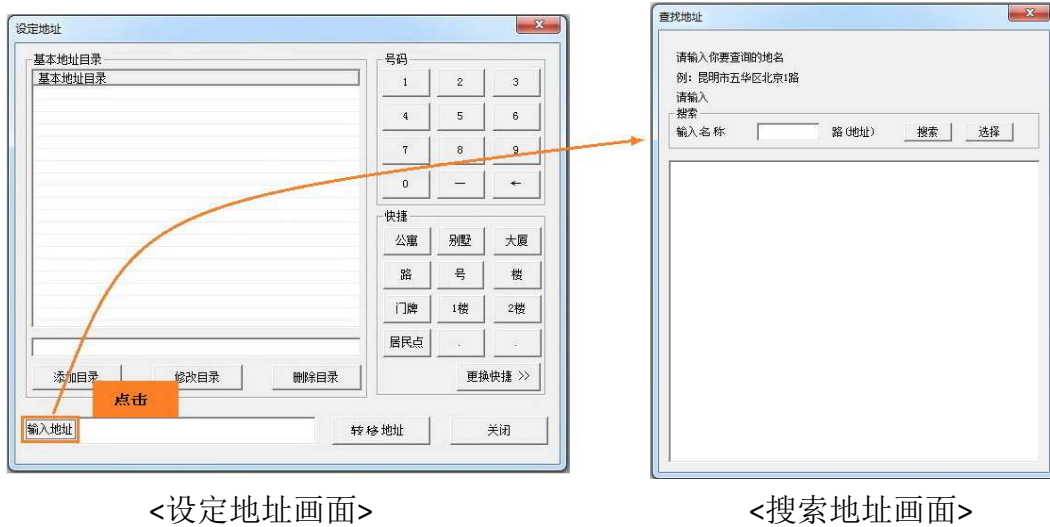 设定地址
基本地址目录
基本地址目录
号码
1 2 3
4 5 6
7 8 9
0 — ←
快捷
公寓 别墅 大厦
路 号 楼
门牌 1楼 2楼
居民点 . .
更换快捷 >>
添加目录 修改目录 删除目录
点击
输入地址 转移地址 关闭
<设定地址画面>
查找地址
请输入你要查询的地名
例: 昆明市五华区北京1路
请输入
搜索
输入名称 路(地址) 搜索 选择
<搜索地址画面>